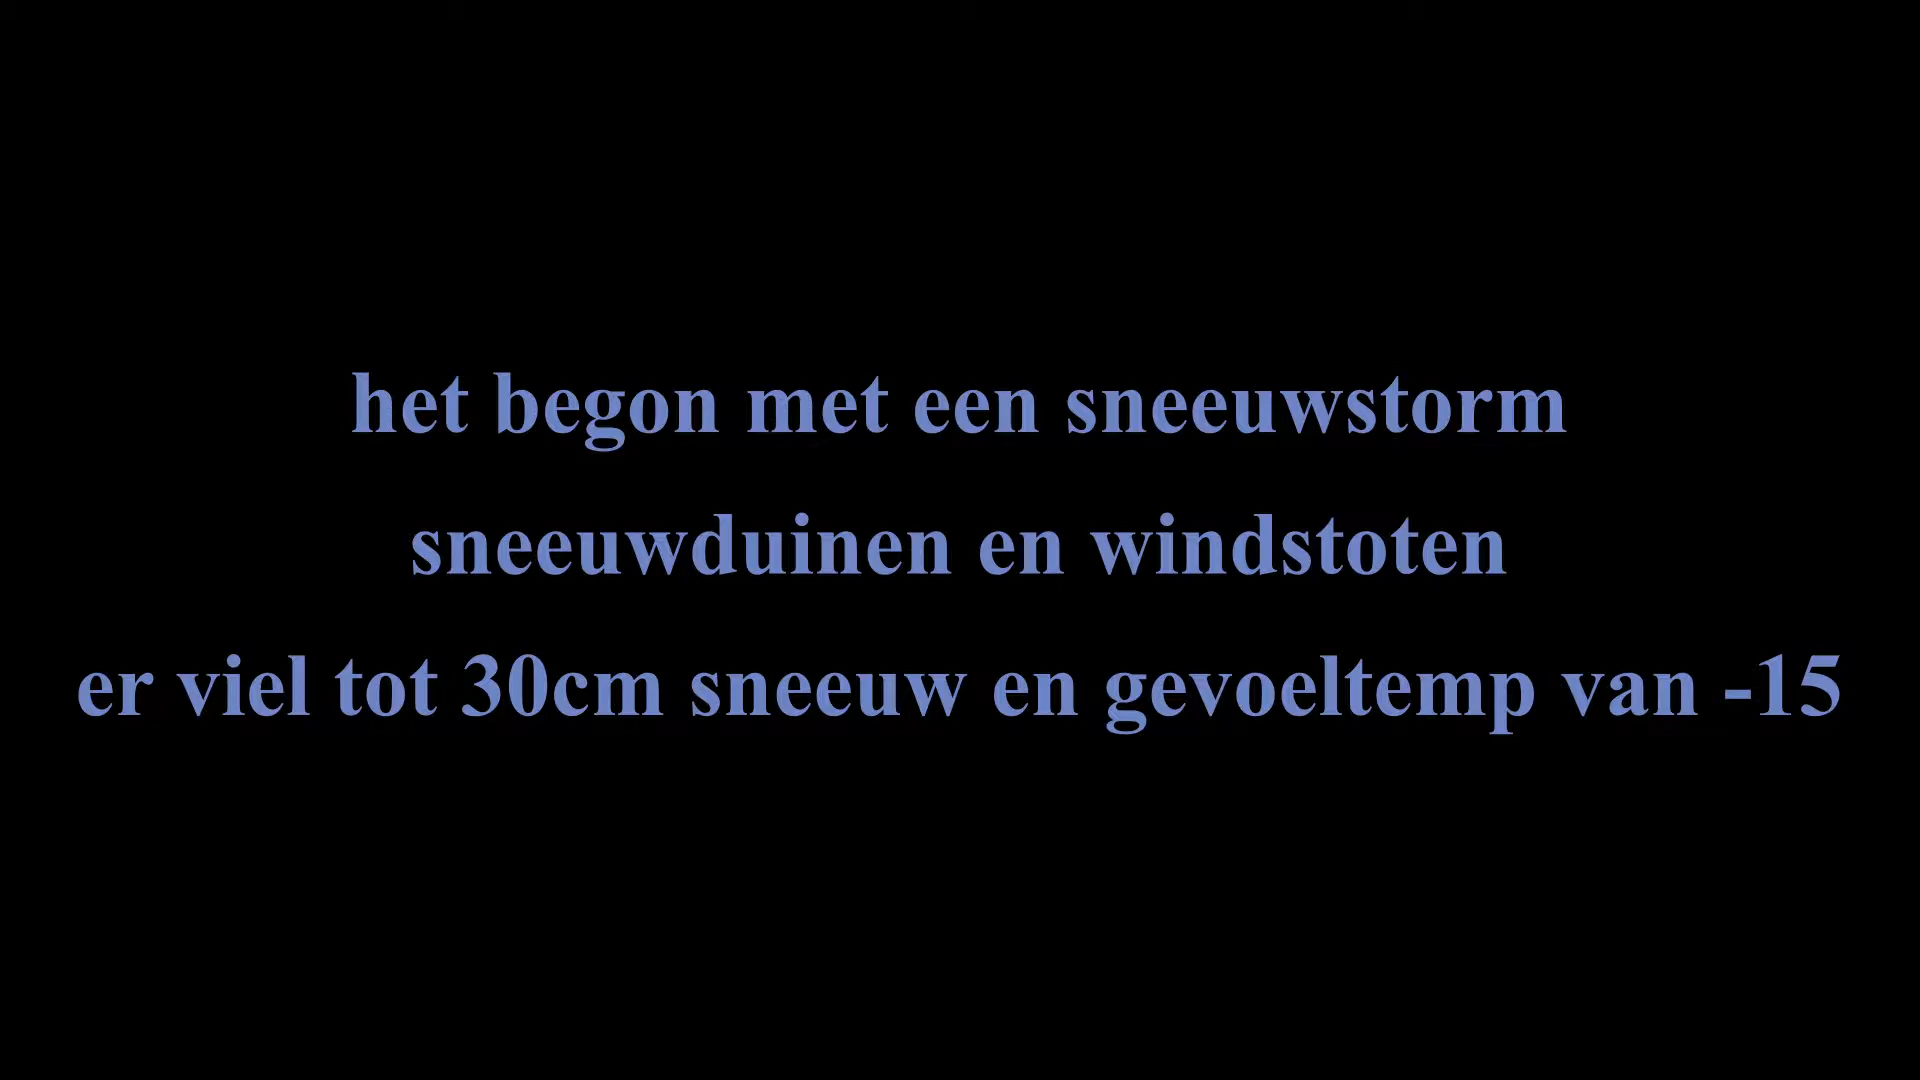 het begon met een sneeuwstorm
sneeuwduinen en windstoten
er viel tot 30cm sneeuw en gevoeltemp van -15